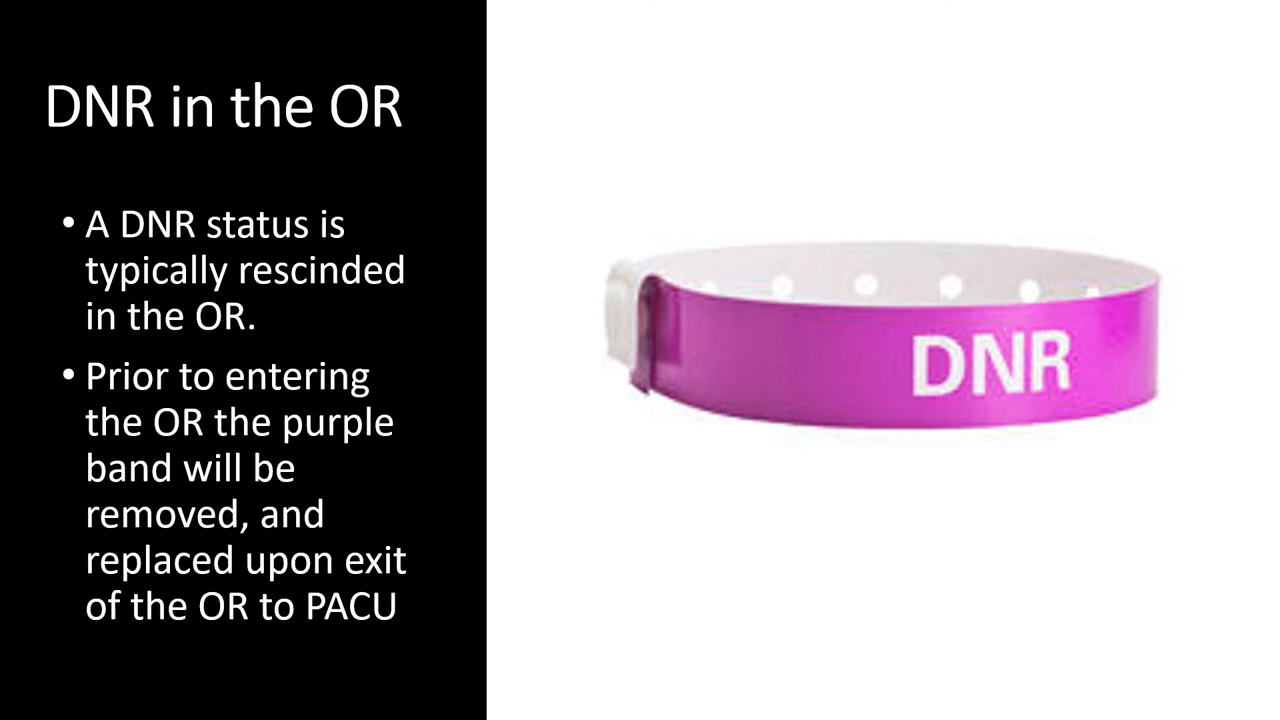 DNR in the OR
• A DNR status is
typically rescinded
in the OR.
• Prior to entering
the OR the purple
band will be
removed, and
replaced upon exit
of the OR to PACU
DNR